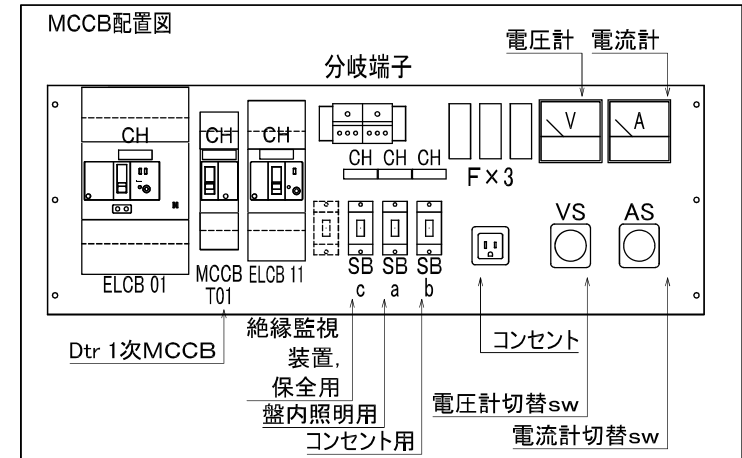 MCCB配置図
電圧計 電流計
分岐端子
CH CH CH
V A
CH CH CH
F×3
VS AS
ELCB 01
MCCB
T01
ELCB 11
SB SB SB
c a b
Dtr 1次MCCB
絶縁監視
装置,
保全用
盤内照明用
コンセント用
コンセント
電圧計切替sw
電流計切替sw